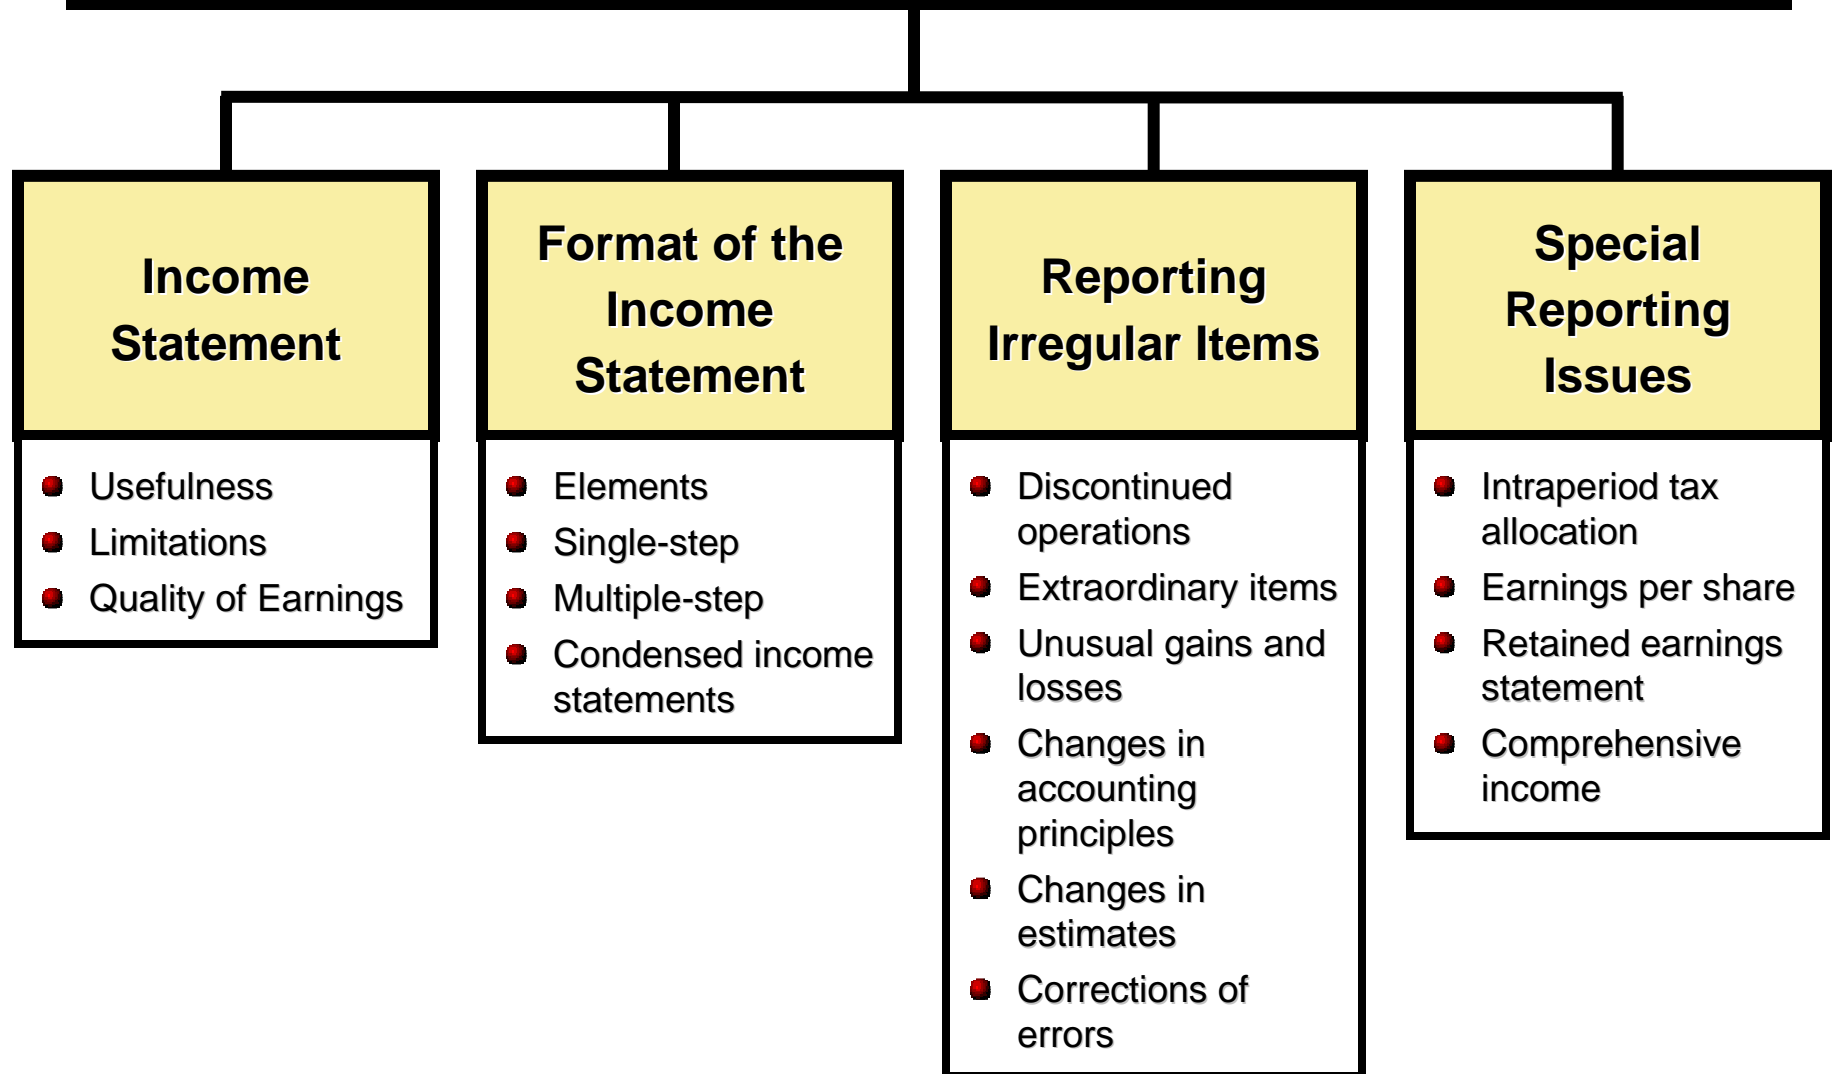 Income
Statement
Usefulness
Limitations
Quality of Earnings
Format of the
Income
Statement
Elements
Single-step
Multiple-step
Condensed income
statements
Reporting
Irregular Items
Discontinued
operations
Extraordinary items
Unusual gains and
losses
Changes in
accounting
principles
Changes in
estimates
Corrections of
errors
Special
Reporting
Issues
Intraperiod tax
allocation
Earnings per share
Retained earnings
statement
Comprehensive
income